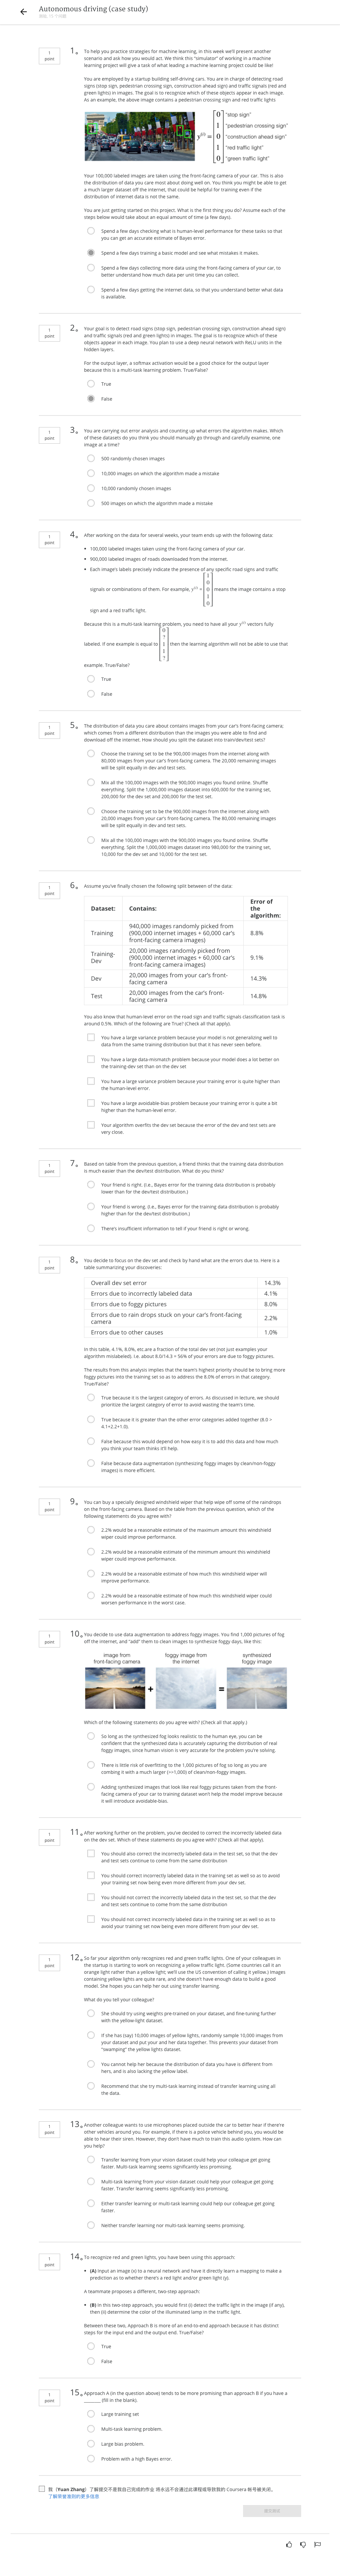 Autonomous driving (case study)
1
point
1.
To help you practice strategies for machine learning, in this week we'll present another
scenario and ask how you would act. We think this "simulator" of working in a machine
learning project will give a task of what leading a machine learning project could be like!
You are employed by a startup building self-driving cars. You are in charge of detecting road
signs (stop sign, pedestrian crossing sign, construction ahead sign) and traffic signals (red and
green lights) in images. The goal is to recognize which of these objects appear in each image.
As an example, the above image contains a pedestrian crossing sign and red traffic lights
y(i) =
0 "stop sign"
1 "pedestrian crossing sign"
0 "construction ahead sign"
1 "red traffic light"
0 "green traffic light"
Your 100,000 labeled images are taken using the front-facing camera of your car. This is also
the distribution of data you care most about doing well on. You think you might be able to get
a much larger dataset off the internet, that could be helpful for training even if the
distribution of internet data is not the same.
You are just getting started on this project. What is the first thing you do? Assume each of the
steps below would take about an equal amount of time (a few days).
Spend a few days checking what is human-level performance for these tasks so that
you can get an accurate estimate of Bayes error.
Spend a few days training a basic model and see what mistakes it makes.
Spend a few days collecting more data using the front-facing camera of your car, to
better understand how much data per unit time you can collect.
Spend a few days getting the internet data, so that you understand better what data
is available.
1
point
2.
Your goal is to detect road signs (stop sign, pedestrian crossing sign, construction ahead sign)
and traffic signals (red and green lights) in images. The goal is to recognize which of these
objects appear in each image. You plan to use a deep neural network with ReLU units in the
hidden layers.
For the output layer, a softmax activation would be a good choice for the output layer
because this is a multi-task learning problem. True/False?
True
False
1
point
3.
You are carrying out error analysis and counting up what errors the algorithm makes. Which
of these datasets do you think you should manually go through and carefully examine, one
image at a time?
500 randomly chosen images
10,000 images on which the algorithm made a mistake
10,000 randomly chosen images
500 images on which the algorithm made a mistake
1
point
4.
After working on the data for several weeks, your team ends up with the following data:
• 100,000 labeled images taken using the front-facing camera of your car.
• 900,000 labeled images of roads downloaded from the internet.
• Each image's labels precisely indicate the presence of any specific road signs and traffic
signals or combinations of them. For example, y(i) = [1 0 0 1 0] means the image contains a stop
sign and a red traffic light.
Because this is a multi-task learning problem, you need to have all your y(i) vectors fully
labeled. If one example is equal to [0 ? 1 1 ?] then the learning algorithm will not be able to use that
example. True/False?
True
False
1
point
5.
The distribution of data you care about contains images from your car's front-facing camera;
which comes from a different distribution than the images you were able to find and
download off the internet. How should you split the dataset into train/dev/test sets?
Choose the training set to be the 900,000 images from the internet along with
80,000 images from your car's front-facing camera. The 20,000 remaining images
will be split equally in dev and test sets.
Mix all the 100,000 images with the 900,000 images you found online. Shuffle
everything. Split the 1,000,000 images dataset into 600,000 for the training set,
200,000 for the dev set and 200,000 for the test set.
Choose the training set to be the 900,000 images from the internet along with
20,000 images from your car's front-facing camera. The 80,000 remaining images
will be split equally in dev and test sets.
Mix all the 100,000 images with the 900,000 images you found online. Shuffle
everything. Split the 1,000,000 images dataset into 980,000 for the training set,
10,000 for the dev set and 10,000 for the test set.
1
point
6.
Assume you've finally chosen the following split between of the data:
Dataset: Contains: Error of the algorithm:
Training 940,000 images randomly picked from (900,000 internet images + 60,000 car's front-facing camera images) 8.8%
Training-Dev 20,000 images randomly picked from (900,000 internet images + 60,000 car's front-facing camera images) 9.1%
Dev 20,000 images from your car's front-facing camera 14.3%
Test 20,000 images from the car's front-facing camera 14.8%
You also know that human-level error on the road sign and traffic signals classification task is
around 0.5%. Which of the following are True? (Check all that apply).
You have a large variance problem because your model is not generalizing well to
data from the same training distribution but that it has never seen before.
You have a large data-mismatch problem because your model does a lot better on
the training-dev set than on the dev set
You have a large variance problem because your training error is quite higher than
the human-level error.
You have a large avoidable-bias problem because your training error is quite a bit
higher than the human-level error.
Your algorithm overfits the dev set because the error of the dev and test sets are
very close.
1
point
7.
Based on table from the previous question, a friend thinks that the training data distribution
is much easier than the dev/test distribution. What do you think?
Your friend is right. (I.e., Bayes error for the training data distribution is probably
lower than for the dev/test distribution.)
Your friend is wrong. (I.e., Bayes error for the training data distribution is probably
higher than for the dev/test distribution.)
There's insufficient information to tell if your friend is right or wrong.
1
point
8.
You decide to focus on the dev set and check by hand what are the errors due to. Here is a
table summarizing your discoveries:
Overall dev set error 14.3%
Errors due to incorrectly labeled data 4.1%
Errors due to foggy pictures 8.0%
Errors due to rain drops stuck on your car's front-facing camera 2.2%
Errors due to other causes 1.0%
In this table, 4.1%, 8.0%, etc.are a fraction of the total dev set (not just examples your
algorithm mislabeled). I.e. about 8.0/14.3 = 56% of your errors are due to foggy pictures.
The results from this analysis implies that the team's highest priority should be to bring more
foggy pictures into the training set so as to address the 8.0% of errors in that category.
True/False?
True because it is the largest category of errors. As discussed in lecture, we should
prioritize the largest category of error to avoid wasting the team's time.
True because it is greater than the other error categories added together (8.0 >
4.1+2.2+1.0).
False because this would depend on how easy it is to add this data and how much
you think your team thinks it'll help.
False because data augmentation (synthesizing foggy images by clean/non-foggy
images) is more efficient.
1
point
9.
You can buy a specially designed windshield wiper that help wipe off some of the raindrops
on the front-facing camera. Based on the table from the previous question, which of the
following statements do you agree with?
2.2% would be a reasonable estimate of the maximum amount this windshield
wiper could improve performance.
2.2% would be a reasonable estimate of the minimum amount this windshield
wiper could improve performance.
2.2% would be a reasonable estimate of how much this windshield wiper will
improve performance.
2.2% would be a reasonable estimate of how much this windshield wiper could
worsen performance in the worst case.
1
point
10.
You decide to use data augmentation to address foggy images. You find 1,000 pictures of fog
off the internet, and "add" them to clean images to synthesize foggy days, like this:
image from front-facing camera
foggy image from the internet
synthesized foggy image
+
=
Which of the following statements do you agree with? (Check all that apply.)
So long as the synthesized fog looks realistic to the human eye, you can be
confident that the synthesized data is accurately capturing the distribution of real
foggy images, since human vision is very accurate for the problem you're solving.
There is little risk of overfitting to the 1,000 pictures of fog so long as you are
combing it with a much larger (>>1,000) of clean/non-foggy images.
Adding synthesized images that look like real foggy pictures taken from the front-
facing camera of your car to training dataset won't help the model improve because
it will introduce avoidable-bias.
1
point
11.
After working further on the problem, you've decided to correct the incorrectly labeled data
on the dev set. Which of these statements do you agree with? (Check all that apply).
You should also correct the incorrectly labeled data in the test set, so that the dev
and test sets continue to come from the same distribution
You should correct incorrectly labeled data in the training set as well so as to avoid
your training set now being even more different from your dev set.
You should not correct the incorrectly labeled data in the test set, so that the dev
and test sets continue to come from the same distribution
You should not correct incorrectly labeled data in the training set as well so as to
avoid your training set now being even more different from your dev set.
1
point
12.
So far your algorithm only recognizes red and green traffic lights. One of your colleagues in
the startup is starting to work on recognizing a yellow traffic light. (Some countries call it an
orange light rather than a yellow light; we'll use the US convention of calling it yellow.) Images
containing yellow lights are quite rare, and she doesn't have enough data to build a good
model. She hopes you can help her out using transfer learning.
What do you tell your colleague?
She should try using weights pre-trained on your dataset, and fine-tuning further
with the yellow-light dataset.
If she has (say) 10,000 images of yellow lights, randomly sample 10,000 images from
your dataset and put your and her data together. This prevents your dataset from
"swamping" the yellow lights dataset.
You cannot help her because the distribution of data you have is different from
hers, and is also lacking the yellow label.
Recommend that she try multi-task learning instead of transfer learning using all
the data.
1
point
13.
Another colleague wants to use microphones placed outside the car to better hear if there're
other vehicles around you. For example, if there is a police vehicle behind you, you would be
able to hear their siren. However, they don't have much to train this audio system. How can
you help?
Transfer learning from your vision dataset could help your colleague get going
faster. Multi-task learning seems significantly less promising.
Multi-task learning from your vision dataset could help your colleague get going
faster. Transfer learning seems significantly less promising.
Either transfer learning or multi-task learning could help our colleague get going
faster.
Neither transfer learning nor multi-task learning seems promising.
1
point
14.
To recognize red and green lights, you have been using this approach:
• (A) Input an image (x) to a neural network and have it directly learn a mapping to make a
prediction as to whether there's a red light and/or green light (y).
A teammate proposes a different, two-step approach:
• (B) In this two-step approach, you would first (i) detect the traffic light in the image (if any),
then (ii) determine the color of the illuminated lamp in the traffic light.
Between these two, Approach B is more of an end-to-end approach because it has distinct
steps for the input end and the output end. True/False?
True
False
1
point
15.
Approach A (in the question above) tends to be more promising than approach B if you have a
________ (fill in the blank).
Large training set
Multi-task learning problem.
Large bias problem.
Problem with a high Bayes error.
我（Yuan Zhang）了解提交不是我自己完成的作业 将永远不会通过此课程或导致我的 Coursera 帐号被关闭。
了解荣誉准则的更多信息